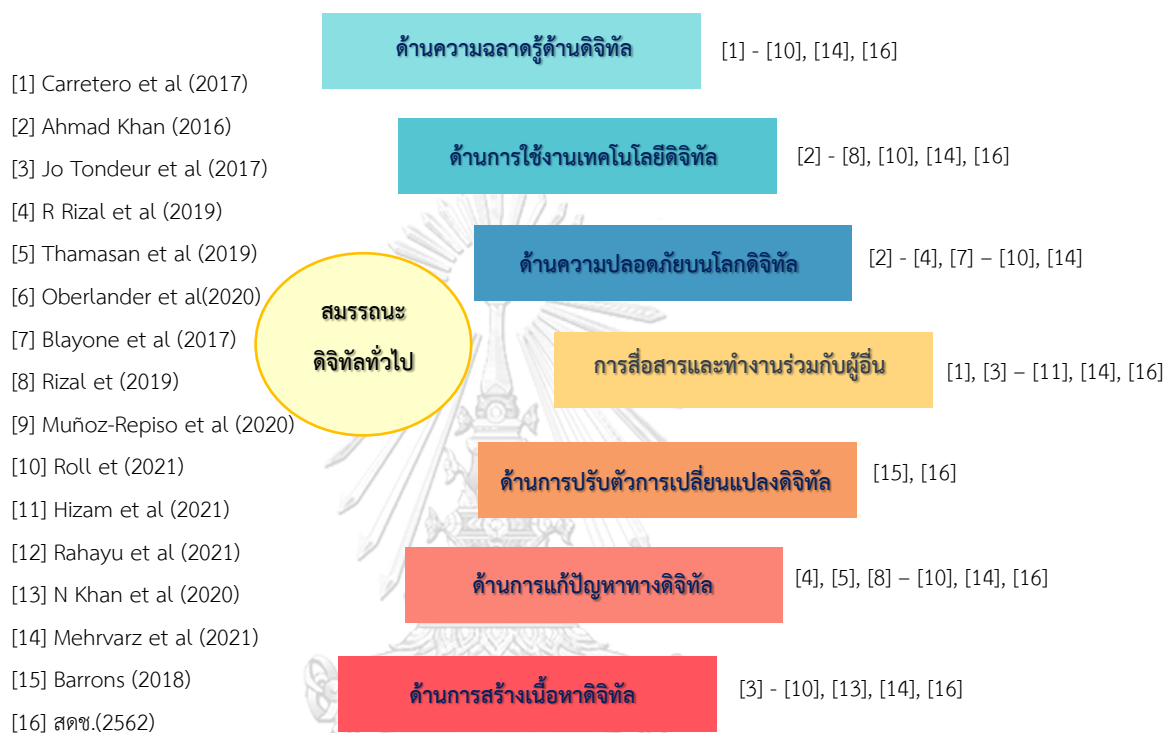 ด้านความฉลาดรู้ด้านดิจิทัล
[1] - [10], [14], [16]
[1] Carretero et al (2017)
[2] Ahmad Khan (2016)
ด้านการใช้งานเทคโนโลยีดิจิทัล
[2] - [8], [10], [14], [16]
[3] Jo Tondeur et al (2017)
[4] R Rizal et al (2019)
[5] Thamasan et al (2019)
ด้านความปลอดภัยบนโลกดิจิทัล
[2] - [4], [7] – [10], [14]
[6] Oberlander et al(2020)
สมรรถนะ
ดิจิทัลทั่วไป
[7] Blayone et al (2017)
การสื่อสารและทำงานร่วมกับผู้อื่น
[1], [3] – [11], [14], [16]
[8] Rizal et (2019)
[9] Muñoz-Repiso et al (2020)
[10] Roll et (2021)
ด้านการปรับตัวการเปลี่ยนแปลงดิจิทัล
[15], [16]
[11] Hizam et al (2021)
[12] Rahayu et al (2021)
[13] N Khan et al (2020)
ด้านการแก้ปัญหาทางดิจิทัล
[4], [5], [8] – [10], [14], [16]
[14] Mehrvarz et al (2021)
[15] Barrons (2018)
ด้านการสร้างเนื้อหาดิจิทัล
[3] - [10], [13], [14], [16]
[16] สดช.(2562)